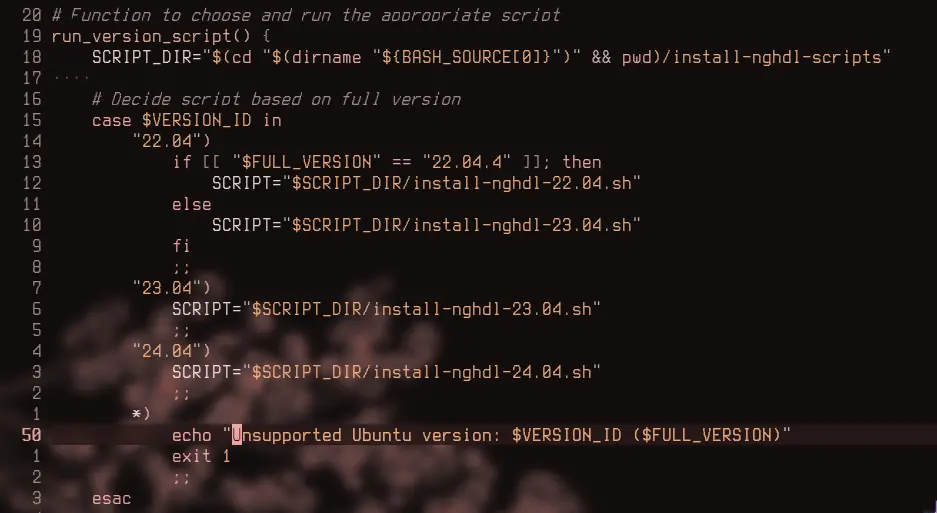 20 # Function to choose and run the appropriate script
19 run_version_script() {
18     SCRIPT_DIR="$(cd "$(dirname "${BASH_SOURCE[0]}")" && pwd)/install-nghdl-scripts"
17 ····
16     # Decide script based on full version
15     case $VERSION_ID in
14         "22.04")
13             if [[ "$FULL_VERSION" == "22.04.4" ]]; then
12                 SCRIPT="$SCRIPT_DIR/install-nghdl-22.04.sh"
11             else
10                 SCRIPT="$SCRIPT_DIR/install-nghdl-23.04.sh"
9             fi
8             ;;
7         "23.04")
6             SCRIPT="$SCRIPT_DIR/install-nghdl-23.04.sh"
5             ;;
4         "24.04")
3             SCRIPT="$SCRIPT_DIR/install-nghdl-24.04.sh"
2             ;;
1         *)
50             echo "Unsupported Ubuntu version: $VERSION_ID ($FULL_VERSION)"
1             exit 1
2             ;;
3     esac